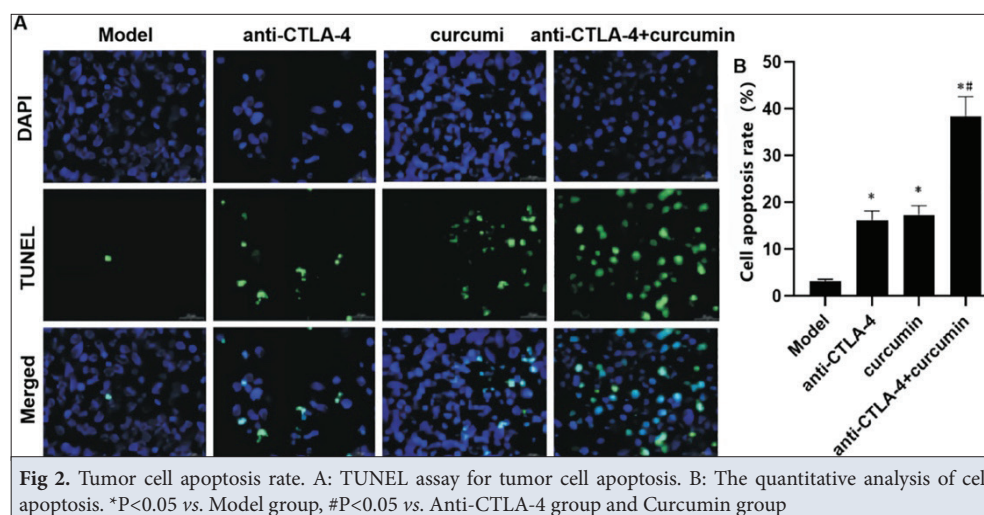 A
Model anti-CTLA-4 curcumi anti-CTLA-4+curcumin
DAPI
TUNEL
Merged
B
Cell apoptosis rate (%)
50
40
30
20
10
0
*
*
*#
Model
anti-CTLA-4
curcumin
anti-CTLA-4+curcumin
Fig 2. Tumor cell apoptosis rate. A: TUNEL assay for tumor cell apoptosis. B: The quantitative analysis of cell
apoptosis. *P<0.05 vs. Model group, #P<0.05 vs. Anti-CTLA-4 group and Curcumin group